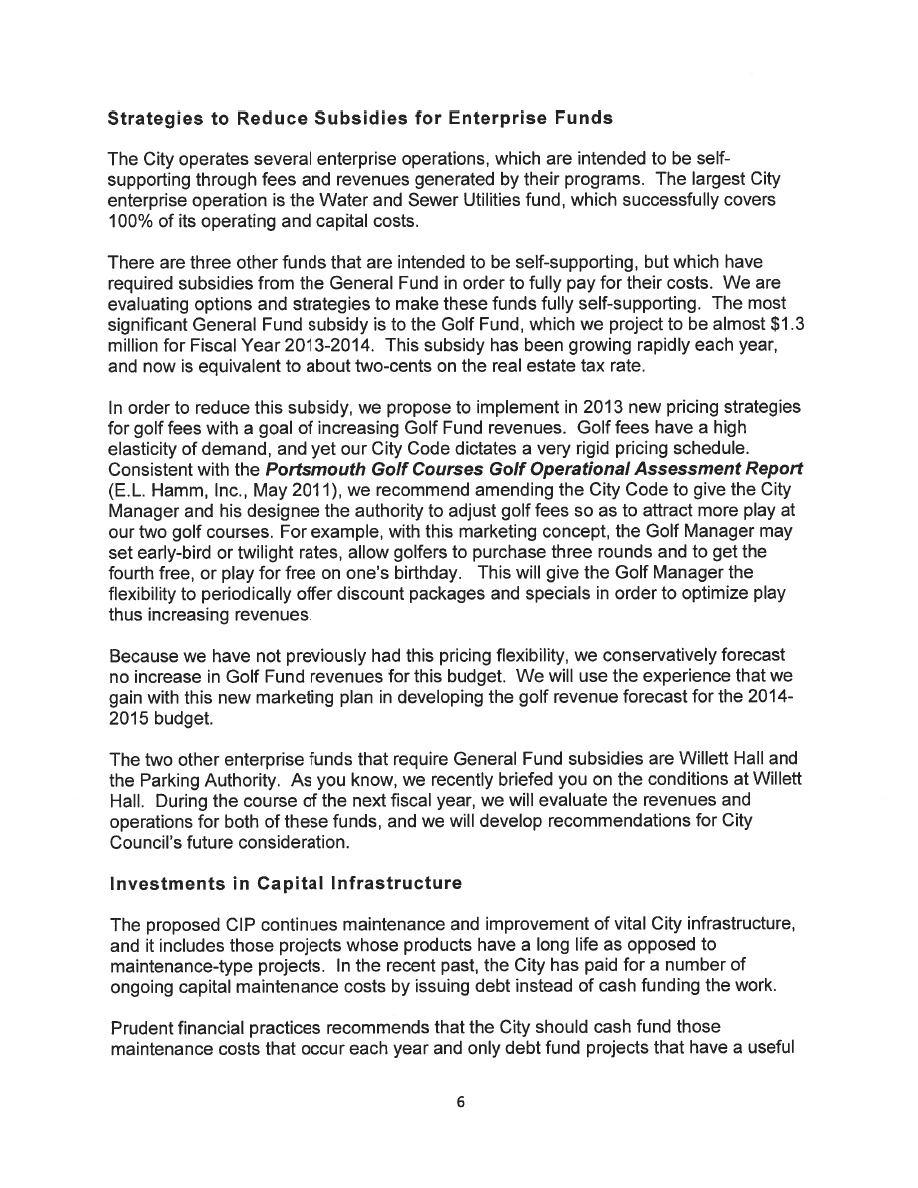 Strategies to Reduce Subsidies for Enterprise Funds
The City operates several enterprise operations, which are intended to be self-
supporting through fees and revenues generated by their programs. The largest City
enterprise operation is the Water and Sewer Utilities fund, which successfully covers
100% of its operating and capital costs.
There are three other funds that are intended to be self-supporting, but which have
required subsidies from the General Fund in order to fully pay for their costs. We are
evaluating options and strategies to make these funds fully self-supporting. The most
significant General Fund subsidy is to the Golf Fund, which we project to be almost $1.3
million for Fiscal Year 2013-2014. This subsidy has been growing rapidly each year,
and now is equivalent to about two-cents on the real estate tax rate.
In order to reduce this subsidy, we propose to implement in 2013 new pricing strategies
for golf fees with a goal of increasing Golf Fund revenues. Golf fees have a high
elasticity of demand, and yet our City Code dictates a very rigid pricing schedule.
Consistent with the Portsmouth Golf Courses Golf Operational Assessment Report
(E.L. Hamm, Inc., May 2011), we recommend amending the City Code to give the City
Manager and his designee the authority to adjust golf fees so as to attract more play at
our two golf courses. For example, with this marketing concept, the Golf Manager may
set early-bird or twilight rates, allow golfers to purchase three rounds and to get the
fourth free, or play for free on one's birthday. This will give the Golf Manager the
flexibility to periodically offer discount packages and specials in order to optimize play
thus increasing revenues.
Because we have not previously had this pricing flexibility, we conservatively forecast
no increase in Golf Fund revenues for this budget. We will use the experience that we
gain with this new marketing plan in developing the golf revenue forecast for the 2014-
2015 budget.
The two other enterprise funds that require General Fund subsidies are Willett Hall and
the Parking Authority. As you know, we recently briefed you on the conditions at Willett
Hall. During the course of the next fiscal year, we will evaluate the revenues and
operations for both of these funds, and we will develop recommendations for City
Council's future consideration.
Investments in Capital Infrastructure
The proposed CIP continues maintenance and improvement of vital City infrastructure,
and it includes those projects whose products have a long life as opposed to
maintenance-type projects. In the recent past, the City has paid for a number of
ongoing capital maintenance costs by issuing debt instead of cash funding the work.
Prudent financial practices recommends that the City should cash fund those
maintenance costs that occur each year and only debt fund projects that have a useful
6